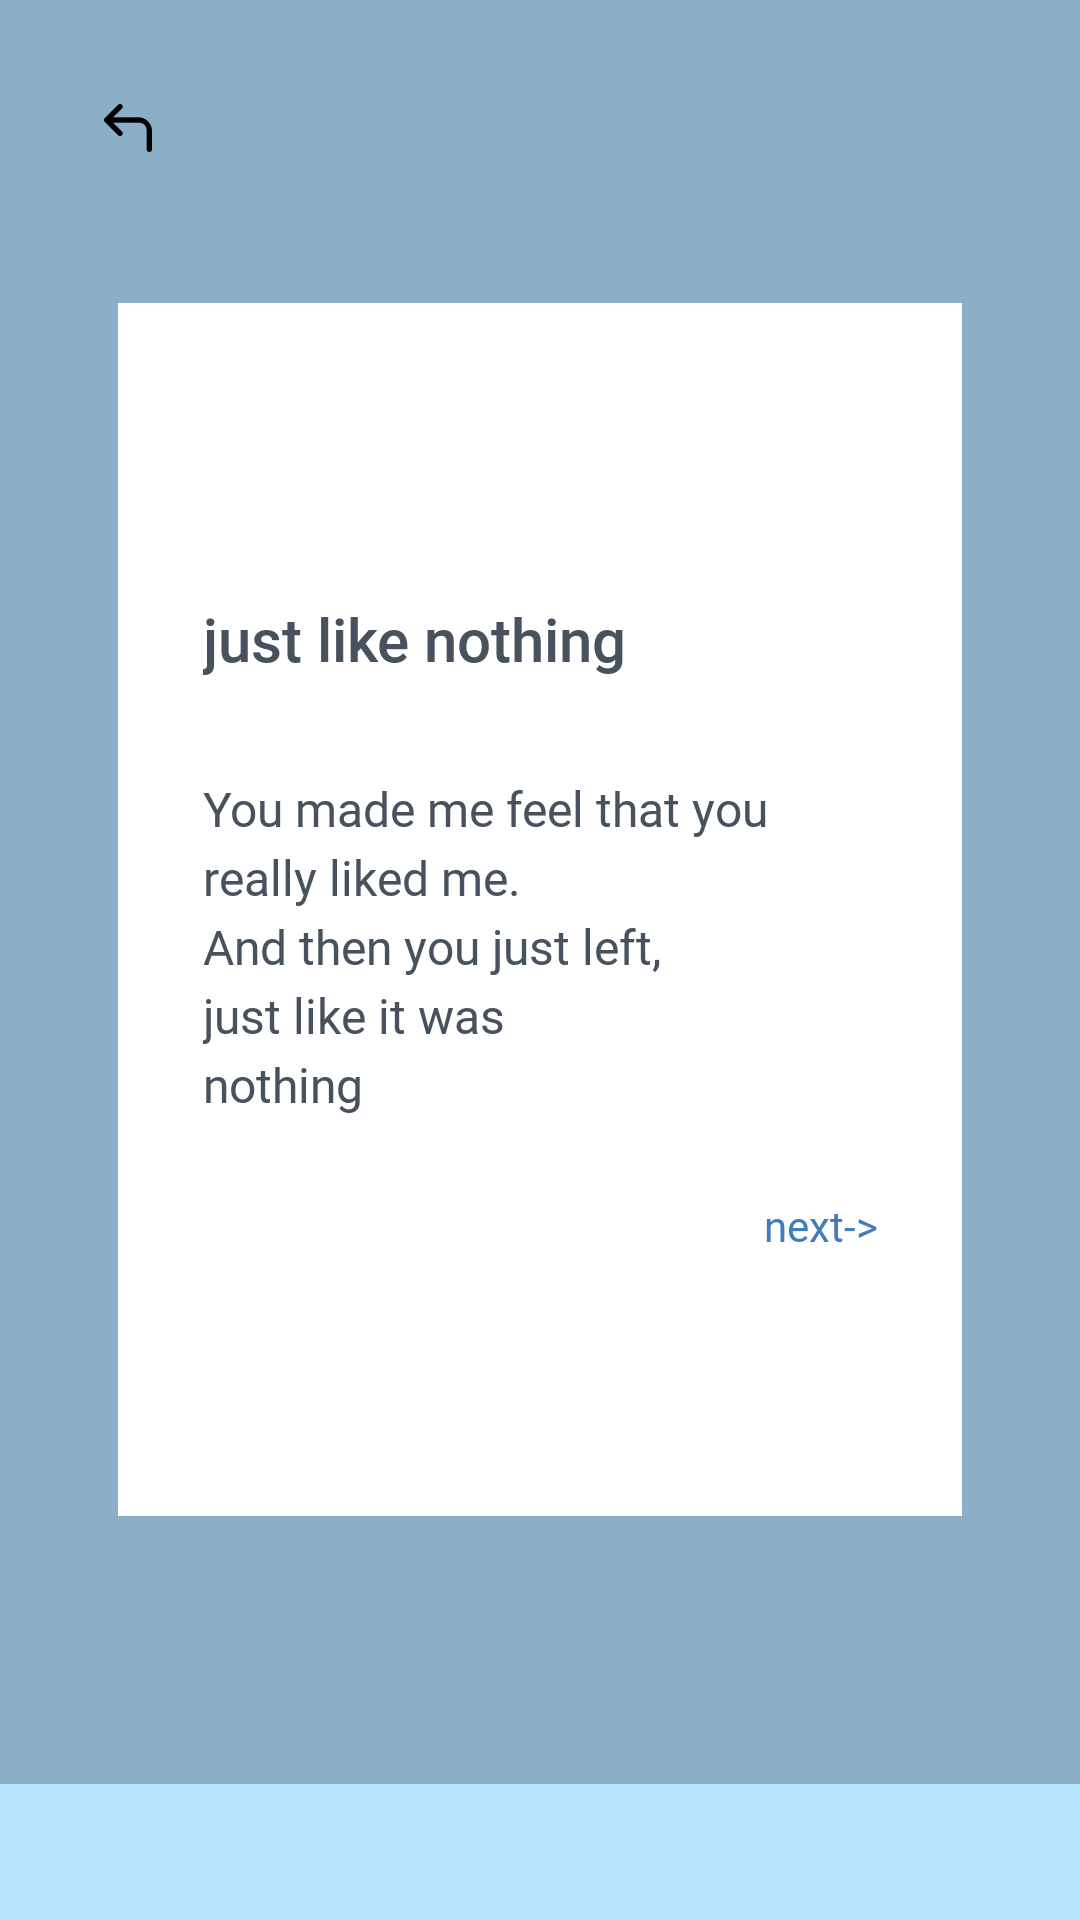 just like nothing
You made me feel that you
really liked me.
And then you just left,
just like it was
nothing
next->